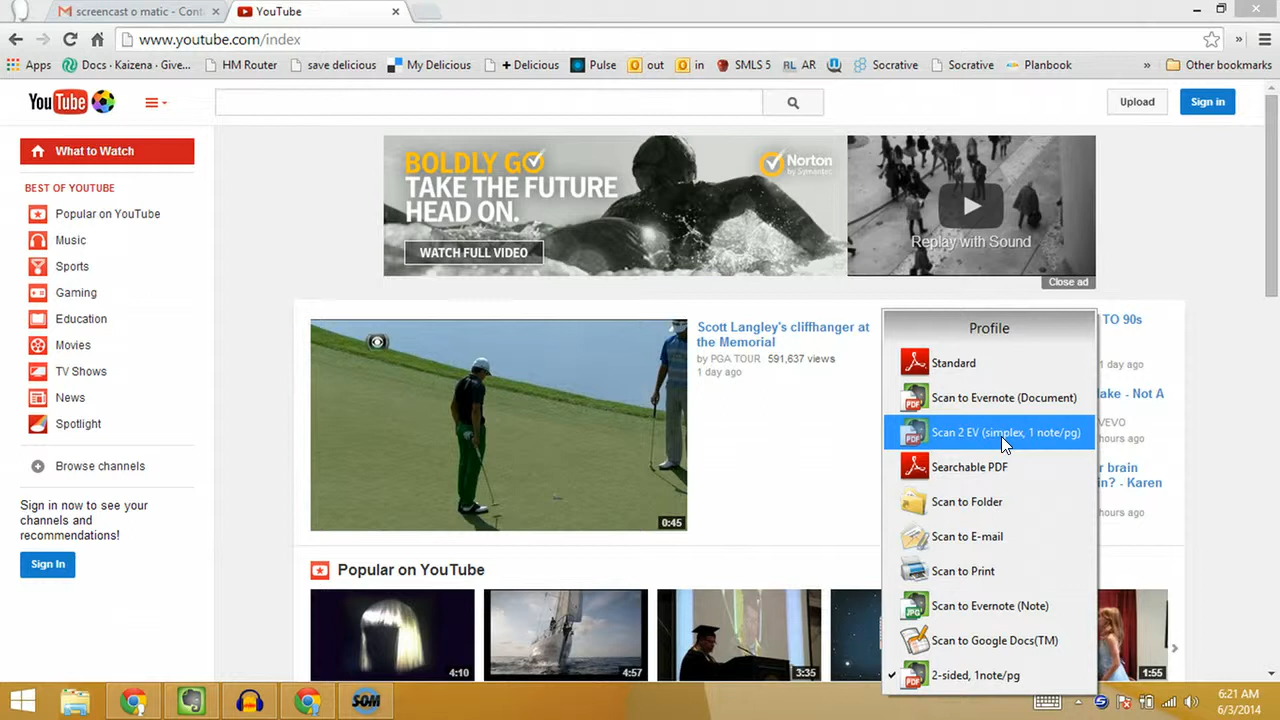 screencast o matic - Con
YouTube
www.youtube.com/index
Apps
Docs · Kaizena · Give...
HM Router
save delicious
My Delicious
+ Delicious
Pulse
out
in
SMLS 5
RL AR
Socrative
Socrative
Planbook
»
Other bookmarks
YouTube
Upload
Sign in
What to Watch
BEST OF YOUTUBE
Popular on YouTube
Music
Sports
Gaming
Education
Movies
TV Shows
News
Spotlight
Browse channels
Sign in now to see your
channels and
recommendations!
Sign In
BOLDLY GO
TAKE THE FUTURE
HEAD ON.
WATCH FULL VIDEO
Norton
by Symantec
Replay with Sound
Close ad
0:45
Scott Langley's cliffhanger at
the Memorial
by PGA TOUR 591,637 views
1 day ago
TO 90s
1 day ago
ake - Not A
VEVO
hours ago
r brain
in? - Karen
hours ago
Popular on YouTube
4:10
4:57
3:35
1:55
Profile
Standard
Scan to Evernote (Document)
Scan 2 EV (simplex, 1 note/pg)
Searchable PDF
Scan to Folder
Scan to E-mail
Scan to Print
Scan to Evernote (Note)
Scan to Google Docs(TM)
2-sided, 1note/pg
SOM
6:21 AM
6/3/2014